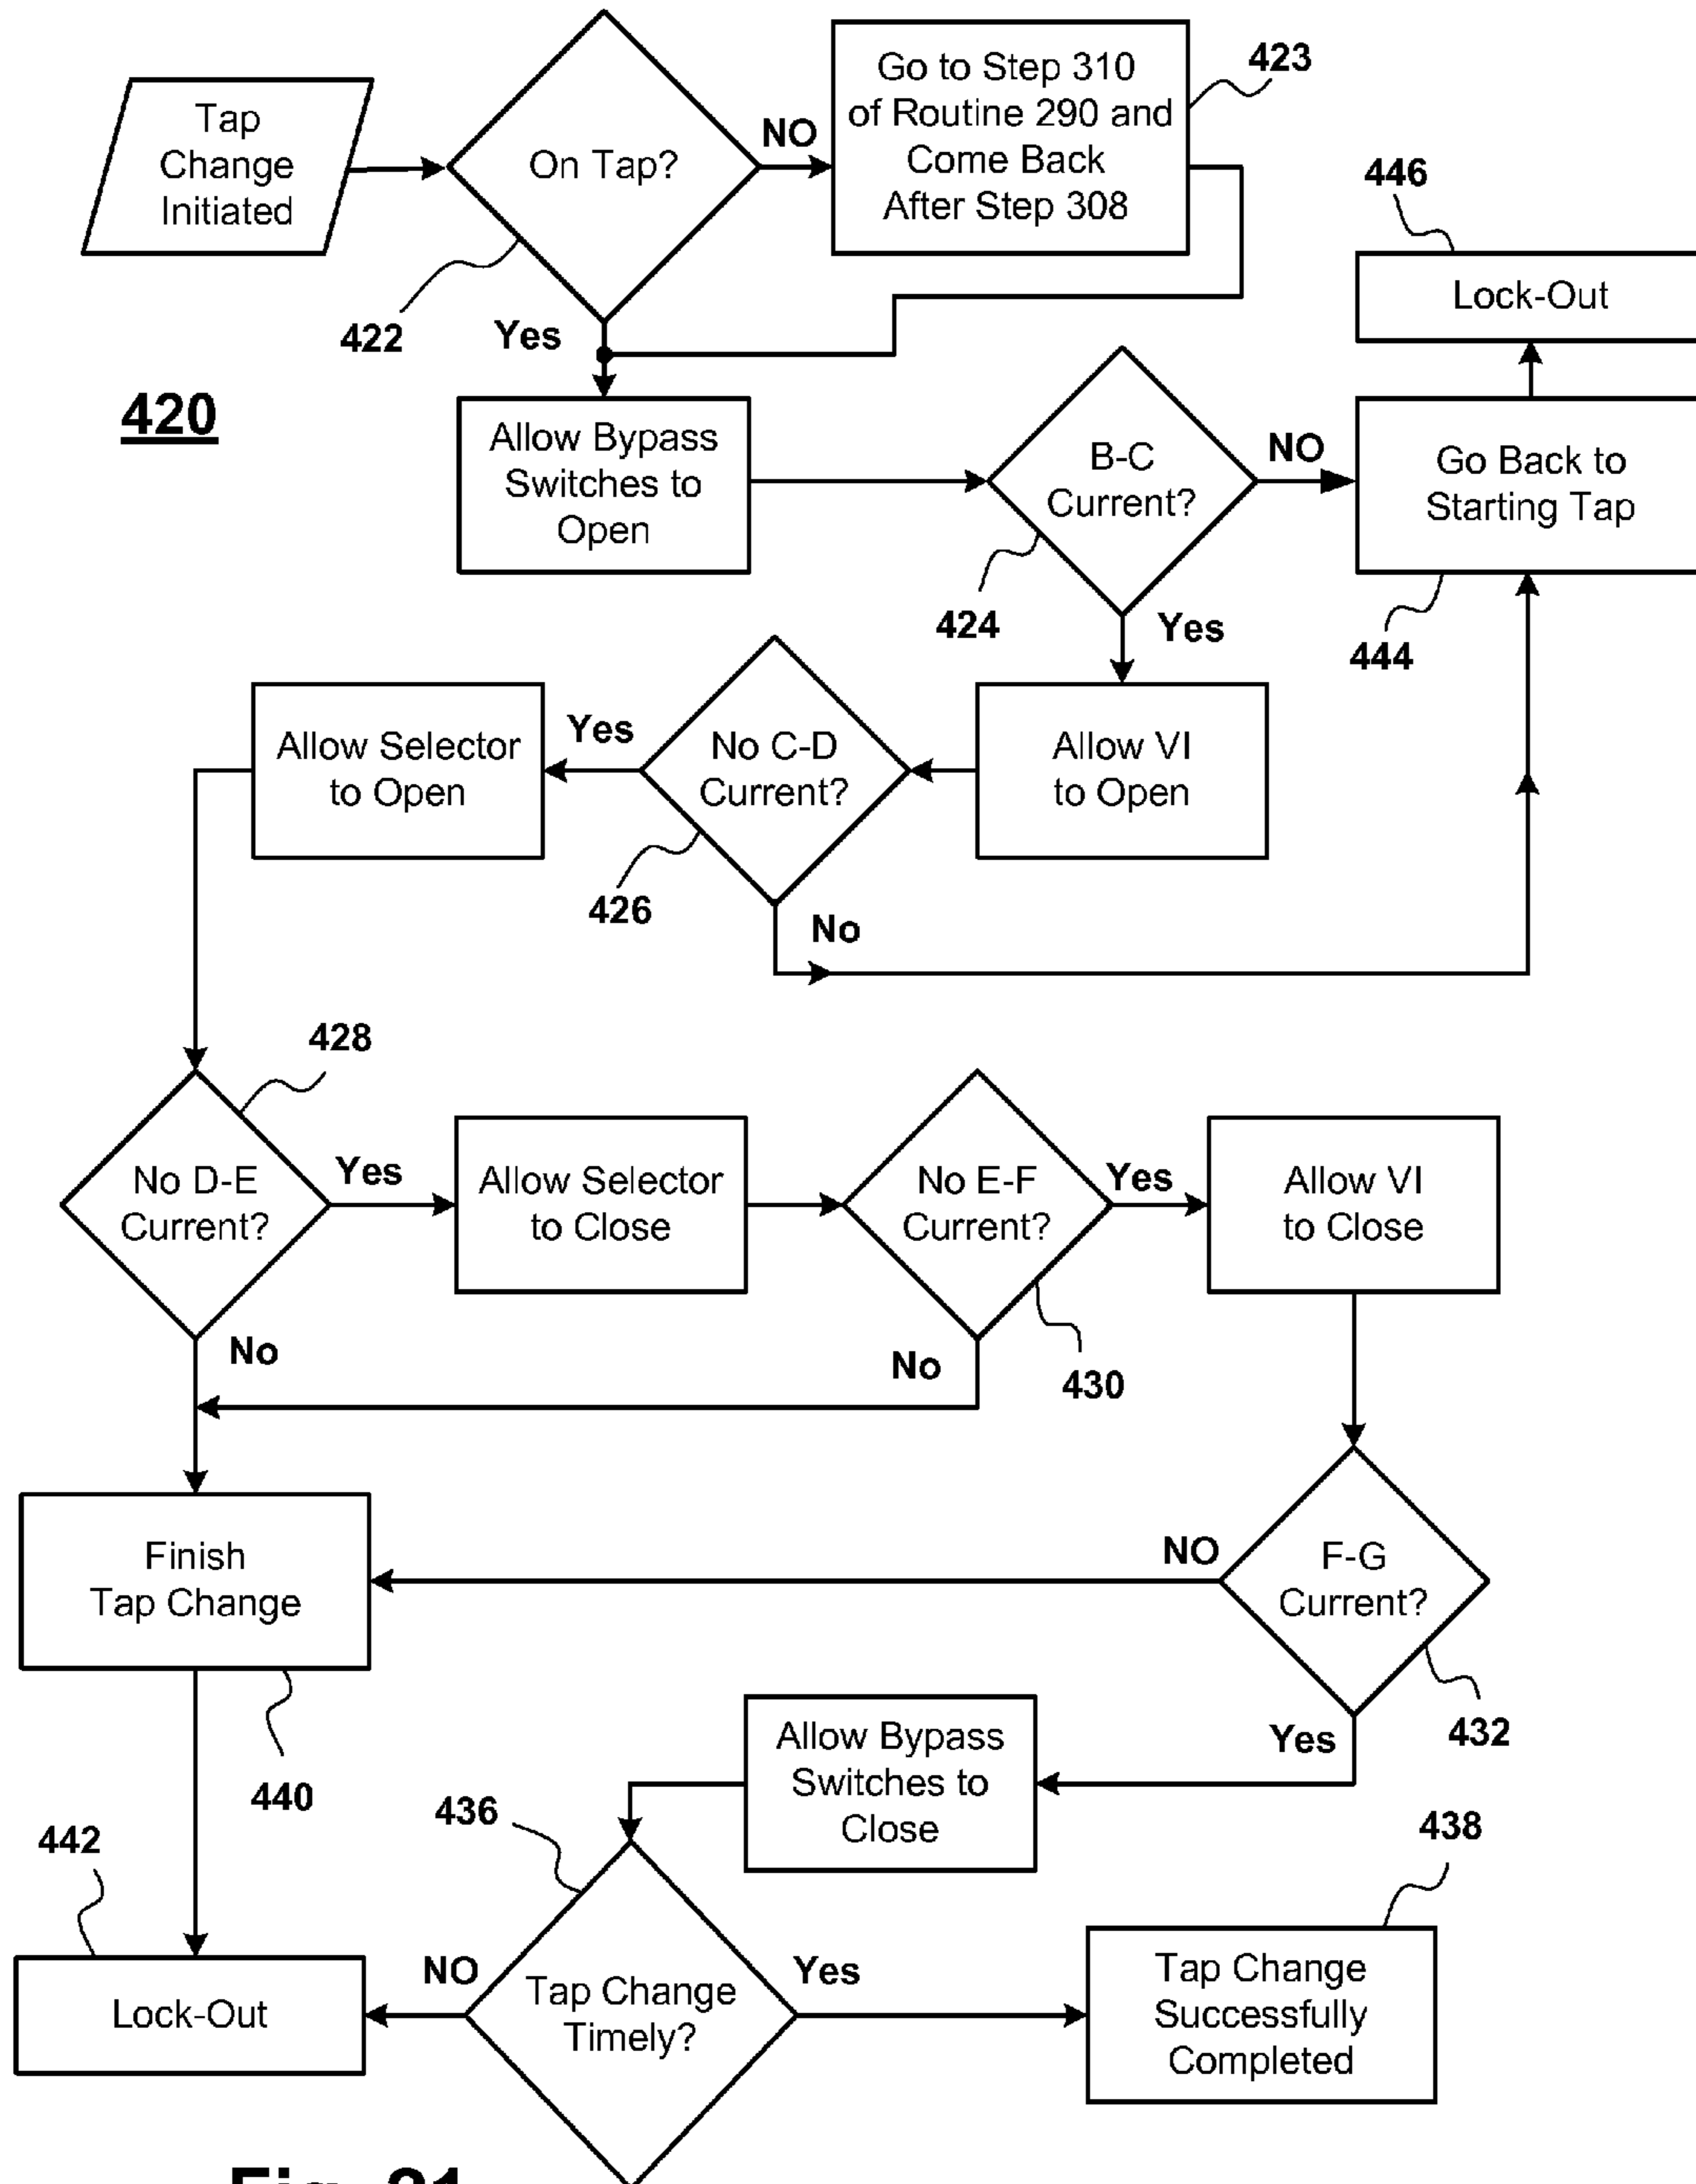 Tap
Change
Initiated
On Tap?
NO
Go to Step 310
of Routine 290 and
Come Back
After Step 308
423
422
Yes
446
Lock-Out
420
Allow Bypass
Switches to
Open
B-C
Current?
NO
Go Back to
Starting Tap
424
Yes
444
Allow Selector
to Open
Yes
No C-D
Current?
Allow VI
to Open
426
No
428
No D-E
Current?
Yes
Allow Selector
to Close
No E-F
Current?
Yes
Allow VI
to Close
No
No
430
Finish
Tap Change
NO
F-G
Current?
440
Allow Bypass
Switches to
Close
Yes
432
436
442
438
Lock-Out
NO
Tap Change
Timely?
Yes
Tap Change
Successfully
Completed